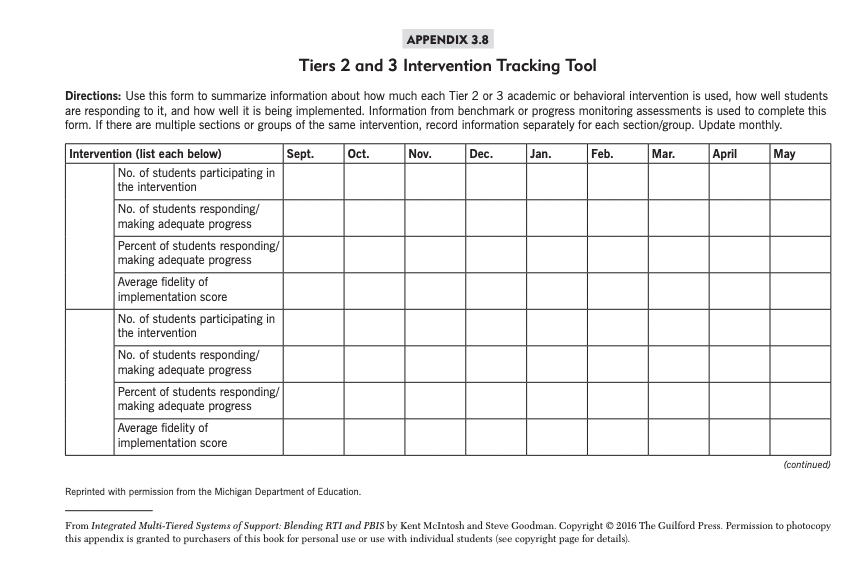 APPENDIX 3.8
Tiers 2 and 3 Intervention Tracking Tool
Directions: Use this form to summarize information about how much each Tier 2 or 3 academic or behavioral intervention is used, how well students
are responding to it, and how well it is being implemented. Information from benchmark or progress monitoring assessments is used to complete this
form. If there are multiple sections or groups of the same intervention, record information separately for each section/group. Update monthly.
Intervention (list each below) Sept. Oct. Nov. Dec. Jan. Feb. Mar. April May
No. of students participating in
the intervention
No. of students responding/
making adequate progress
Percent of students responding/
making adequate progress
Average fidelity of
implementation score
No. of students participating in
the intervention
No. of students responding/
making adequate progress
Percent of students responding/
making adequate progress
Average fidelity of
implementation score
(continued)
Reprinted with permission from the Michigan Department of Education.
From Integrated Multi-Tiered Systems of Support: Blending RTI and PBIS by Kent McIntosh and Steve Goodman. Copyright © 2016 The Guilford Press. Permission to photocopy
this appendix is granted to purchasers of this book for personal use or use with individual students (see copyright page for details).